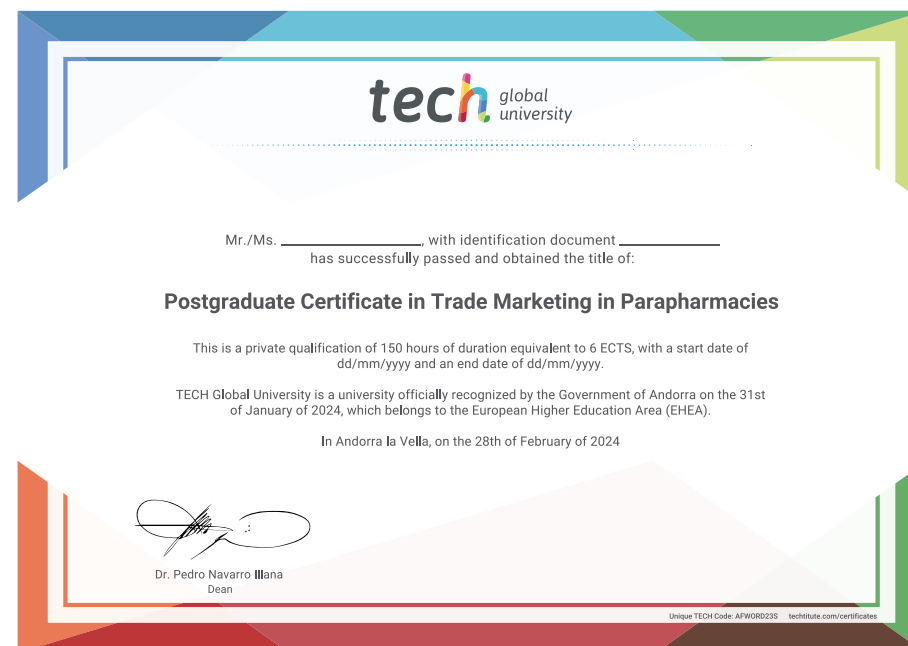 tech global
university
Mr./Ms. ____________________, with identification document ______________
has successfully passed and obtained the title of:
Postgraduate Certificate in Trade Marketing in Parapharmacies
This is a private qualification of 150 hours of duration equivalent to 6 ECTS, with a start date of
dd/mm/yyyy and an end date of dd/mm/yyyy.
TECH Global University is a university officially recognized by the Government of Andorra on the 31st
of January of 2024, which belongs to the European Higher Education Area (EHEA).
In Andorra la Vella, on the 28th of February of 2024
Dr. Pedro Navarro Illana
Dean
Unique TECH Code: AFWORD23S techtitute.com/certificates